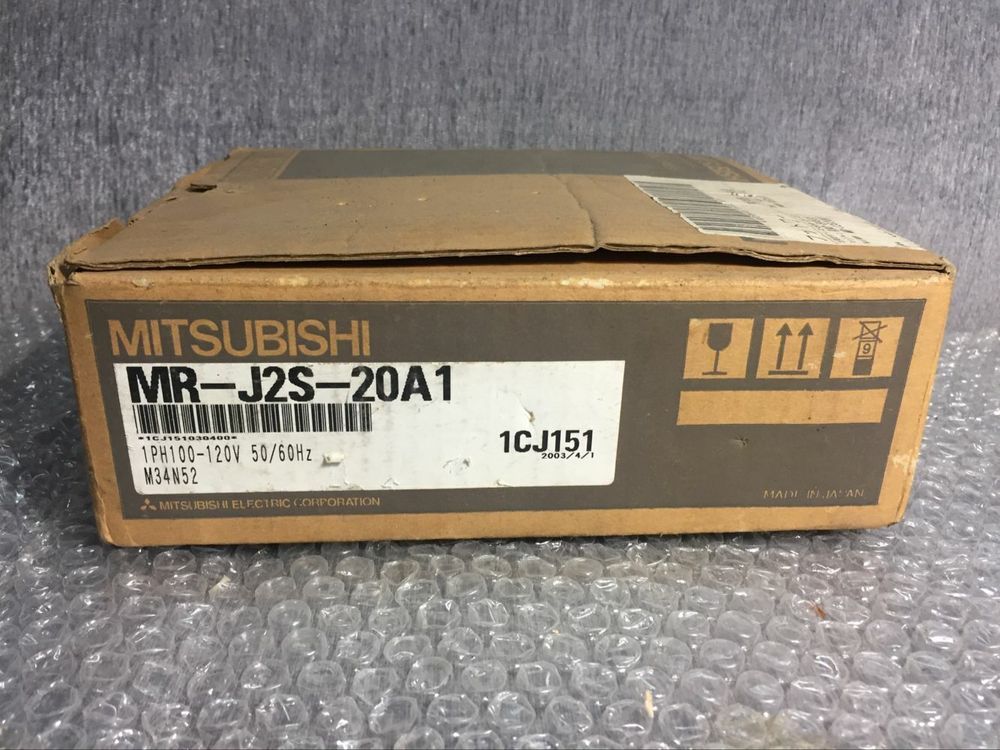 MITSUBISHI
MR-J2S-20A1
*1CJ151030400*
1PH100-120V 50/60Hz
M34N52
1CJ151
2003/4/1
MITSUBISHI ELECTRIC CORPORATION
MADE IN JAPAN
9